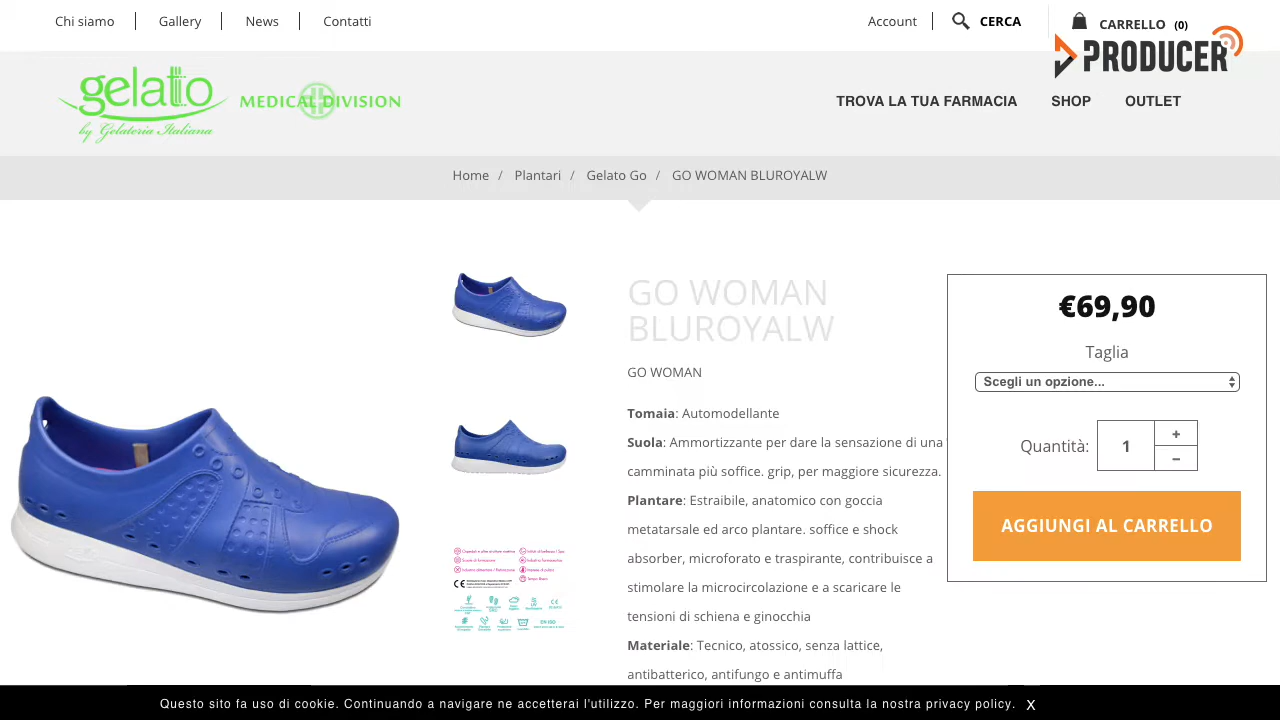 Chi siamo
Gallery
News
Contatti
Account
CERCA
CARRELLO (0)
PRODUCER
gelatto
by Gelateria Italiana
MEDICAL DIVISION
TROVA LA TUA FARMACIA
SHOP
OUTLET
Home / Plantari / Gelato Go / GO WOMAN BLUROYALW
GO WOMAN
BLUROYALW
GO WOMAN
Tomaia: Automodellante
Suola: Ammortizzante per dare la sensazione di una
camminata più soffice. grip, per maggiore sicurezza.
Plantare: Estraibile, anatomico con goccia
metatarsale ed arco plantare. soffice e shock
absorber, microforato e traspirante, contribuisce a
stimolare la microcircolazione e a scaricare le
tensioni di schiena e ginocchia
Materiale: Tecnico, atossico, senza lattice,
antibatterico, antifungo e antimuffa
€69,90
Taglia
Scegli un opzione...
Quantità: 1
+
−
AGGIUNGI AL CARRELLO
Questo sito fa uso di cookie. Continuando a navigare ne accetterai l'utilizzo. Per maggiori informazioni consulta la nostra privacy policy. X